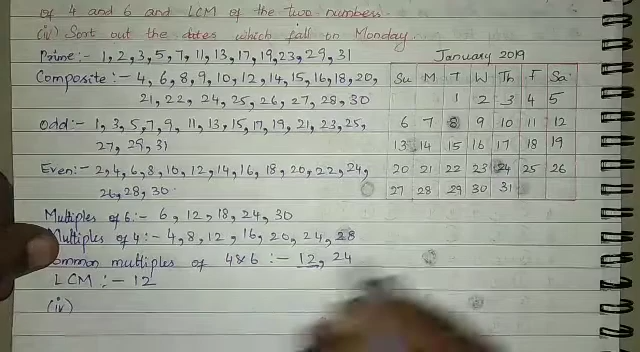 of 4 and 6 and LCM of the two numbers.
(iv) Sort out the dates which fall on Monday.
Prime:- 1, 2, 3, 5, 7, 11, 13, 17, 19, 23, 29, 31
Composite:- 4, 6, 8, 9, 10, 12, 14, 15, 16, 18, 20,
21, 22, 24, 25, 26, 27, 28, 30
Odd:- 1, 3, 5, 7, 9, 11, 13, 15, 17, 19, 21, 23, 25,
27, 29, 31
Even:- 2, 4, 6, 8, 10, 12, 14, 16, 18, 20, 22, 24,
26, 28, 30.
January 2019
Su M T W Th F Sa
1 2 3 4 5
6 7 8 9 10 11 12
13 14 15 16 17 18 19
20 21 22 23 24 25 26
27 28 29 30 31
Multiples of 6:- 6, 12, 18, 24, 30
Multiples of 4:- 4, 8, 12, 16, 20, 24, 28
ommon multiples of 4&6:- 12, 24
LCM:- 12
(iv)